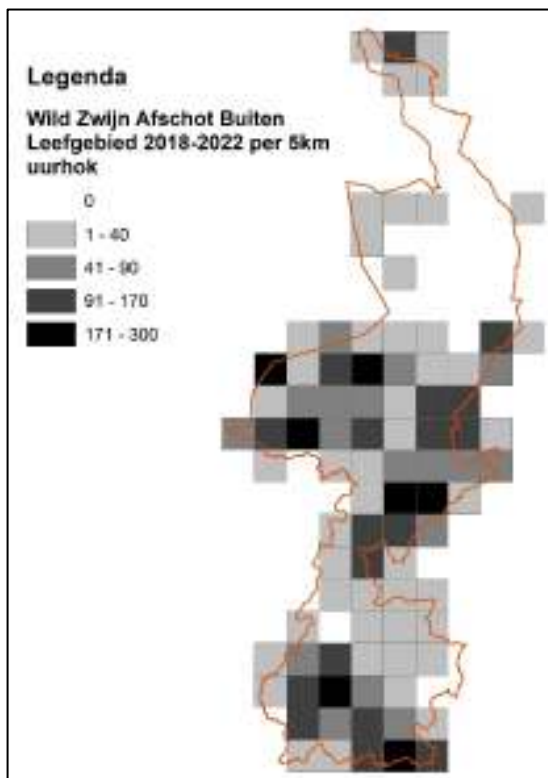 Legenda
Wild Zwijn Afschot Buiten
Leefgebied 2018-2022 per 5km
uurhok
0
1 - 40
41 - 90
91 - 170
171 - 300